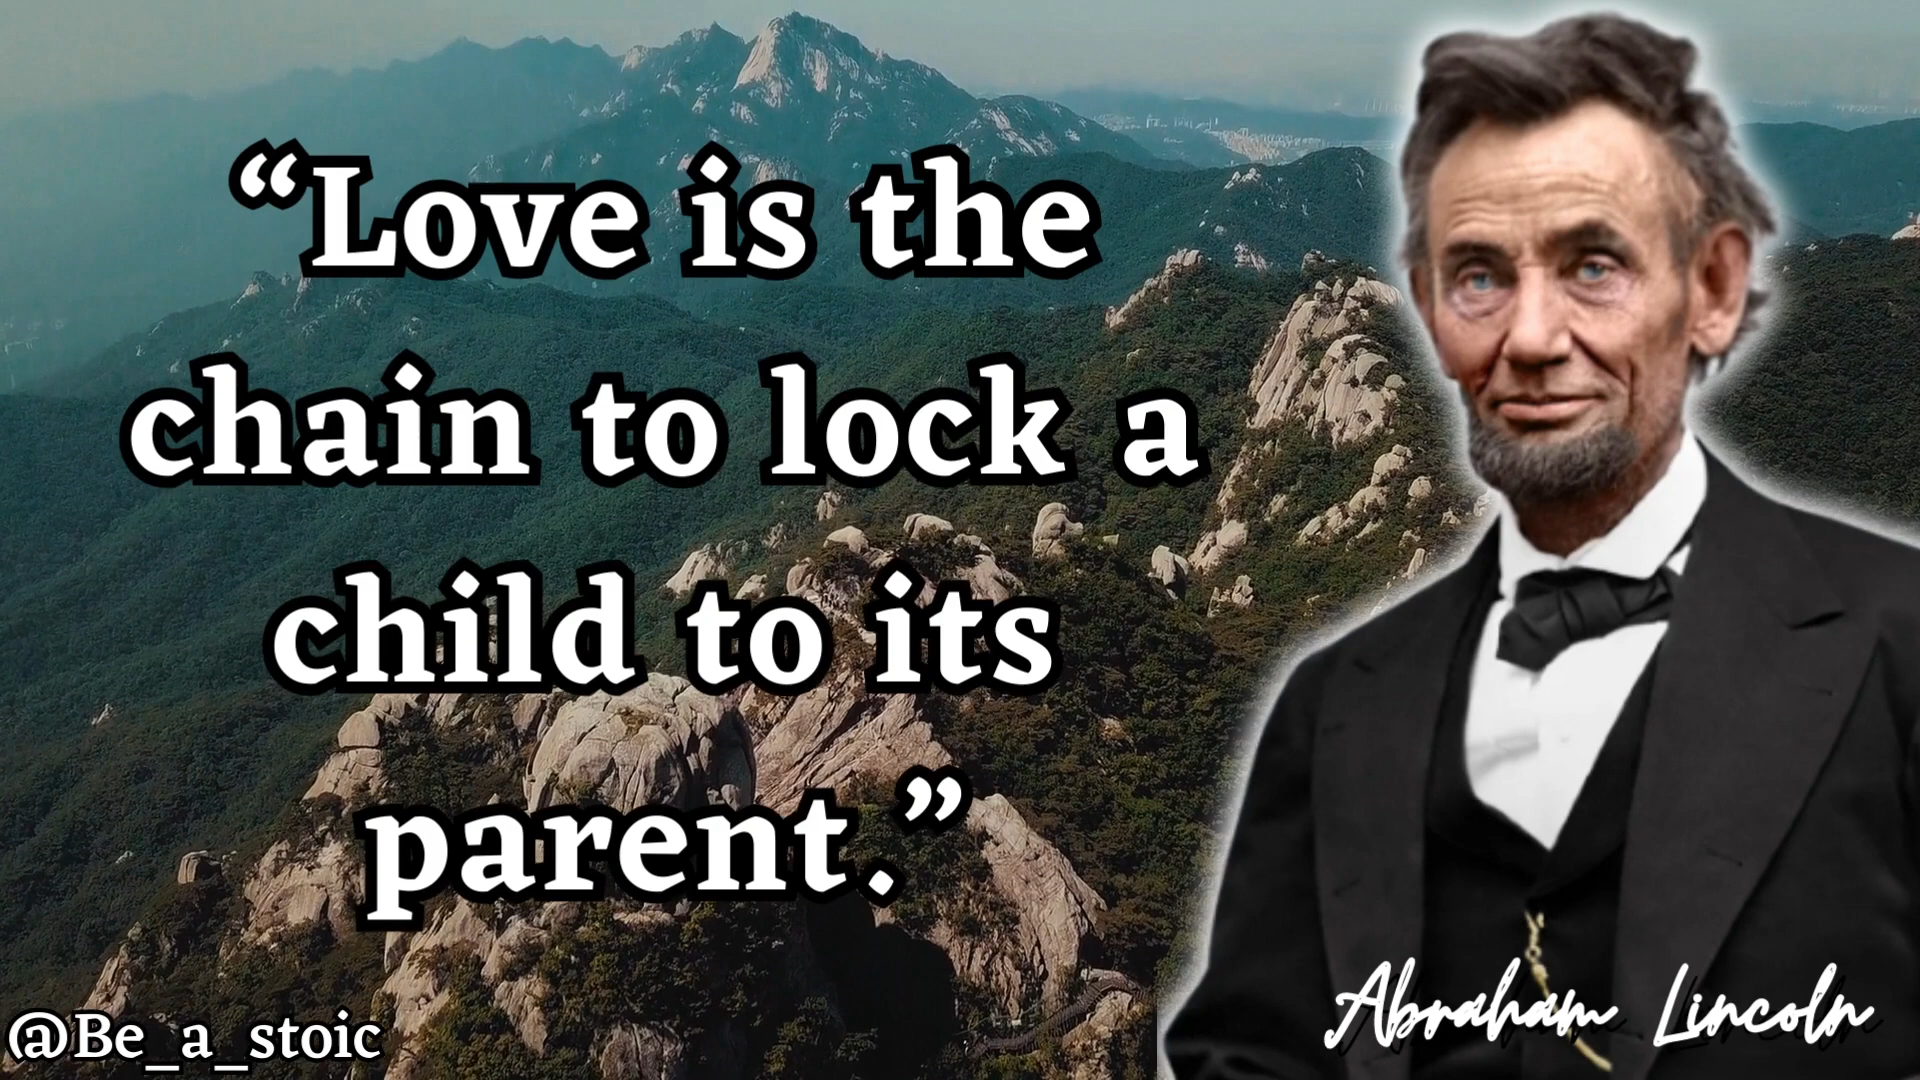 “Love is the
chain to lock a
child to its
parent.”
Abraham Lincoln
@Be_a_stoic